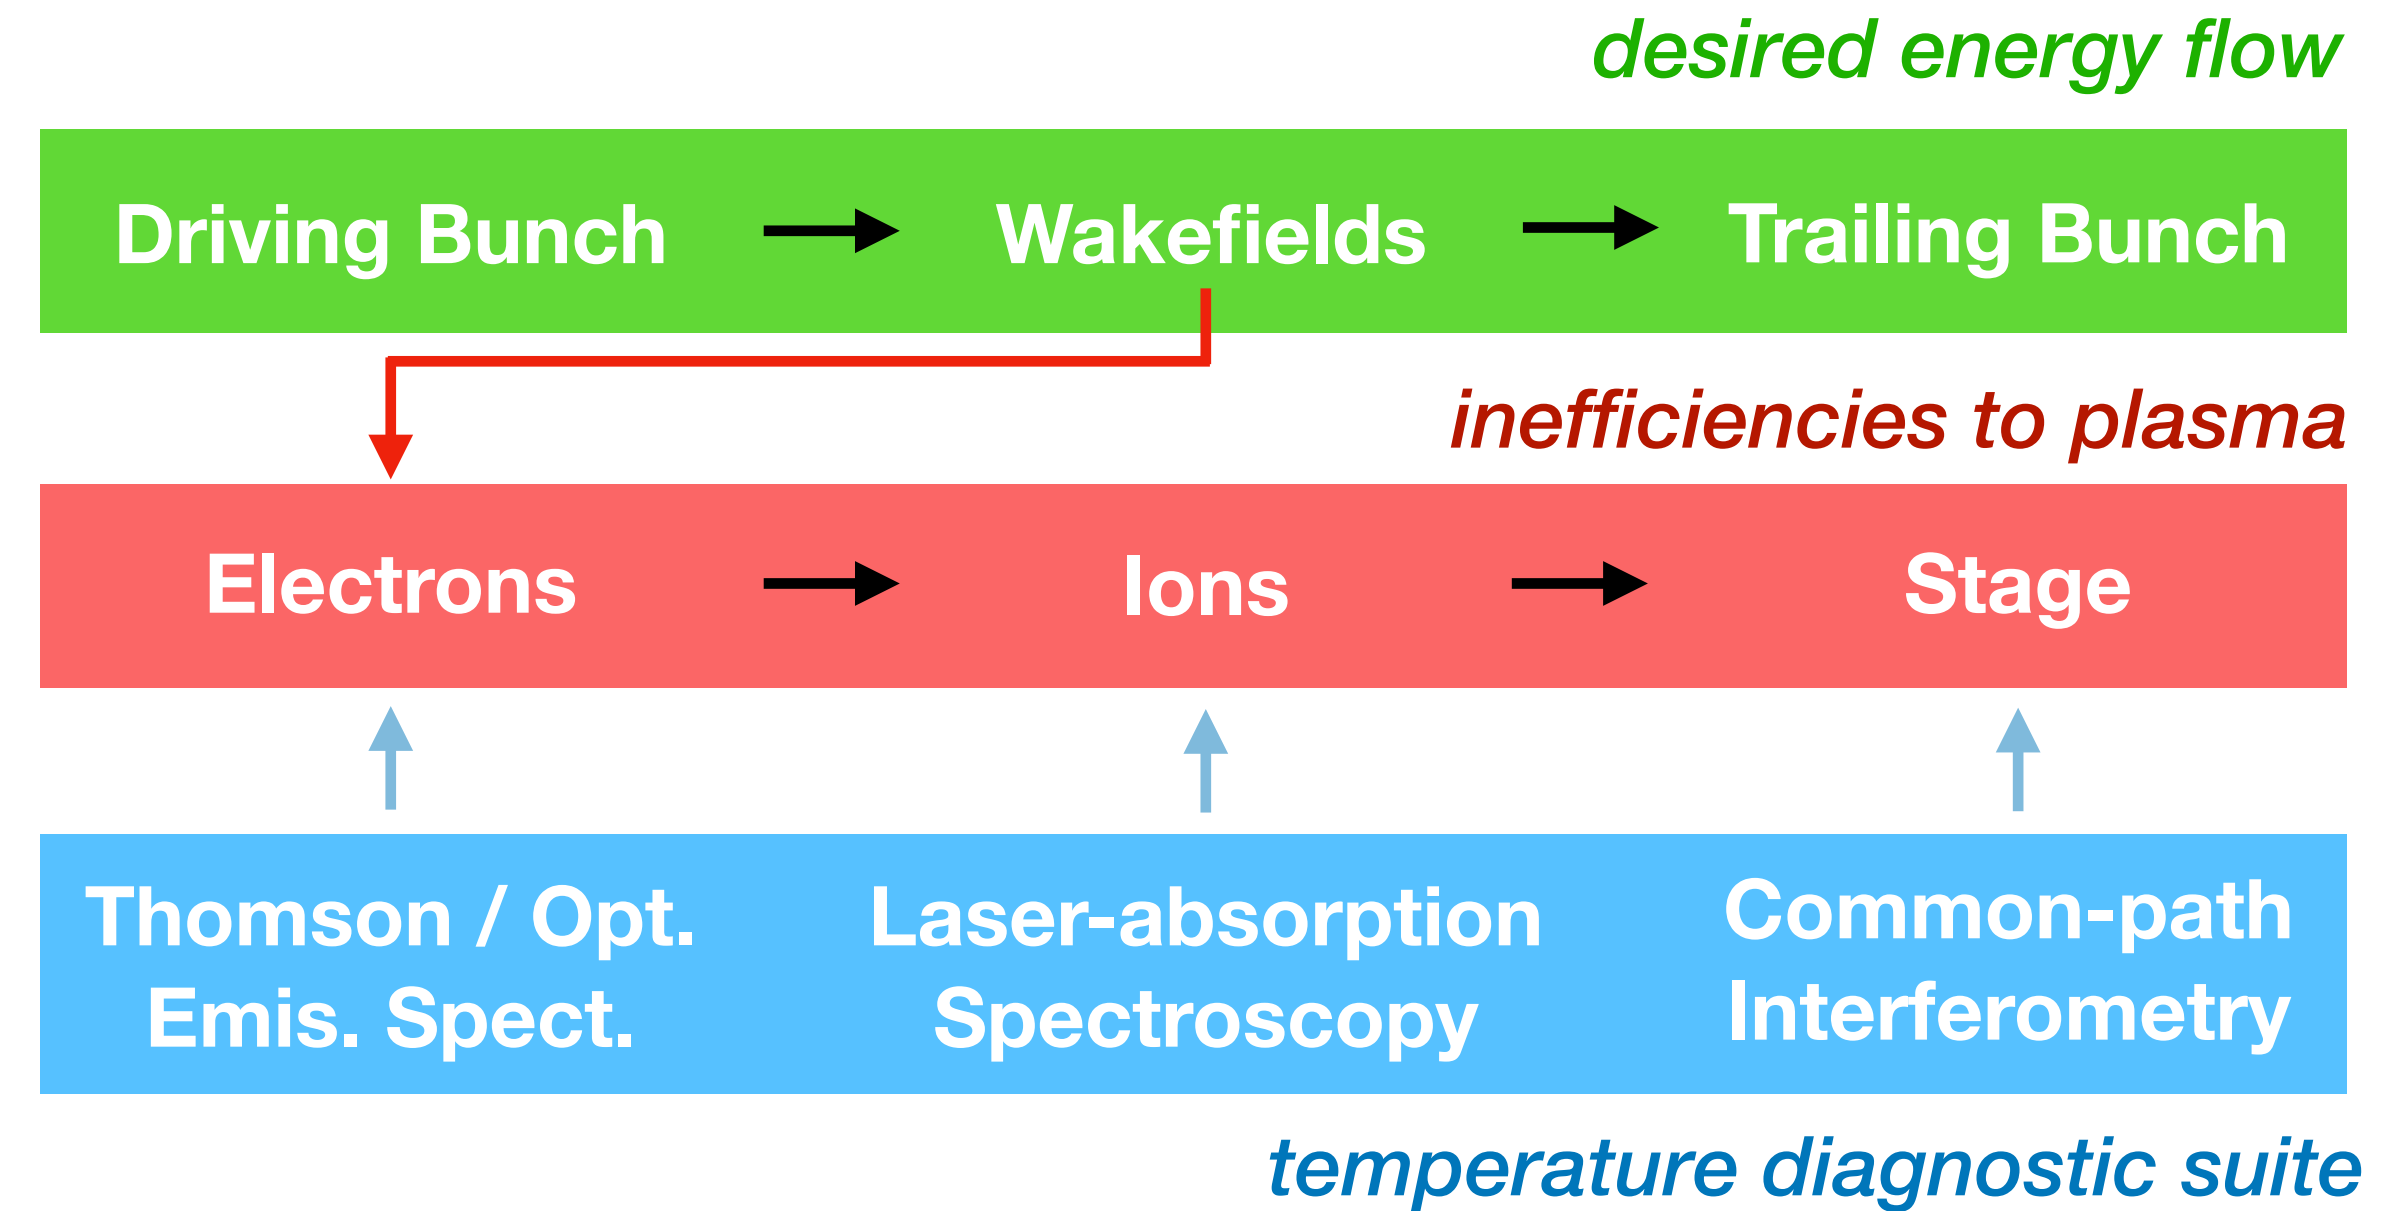 desired energy flow
Driving Bunch
Wakefields
Trailing Bunch
inefficiencies to plasma
Electrons
Ions
Stage
Thomson / Opt.
Emis. Spect.
Laser-absorption
Spectroscopy
Common-path
Interferometry
temperature diagnostic suite